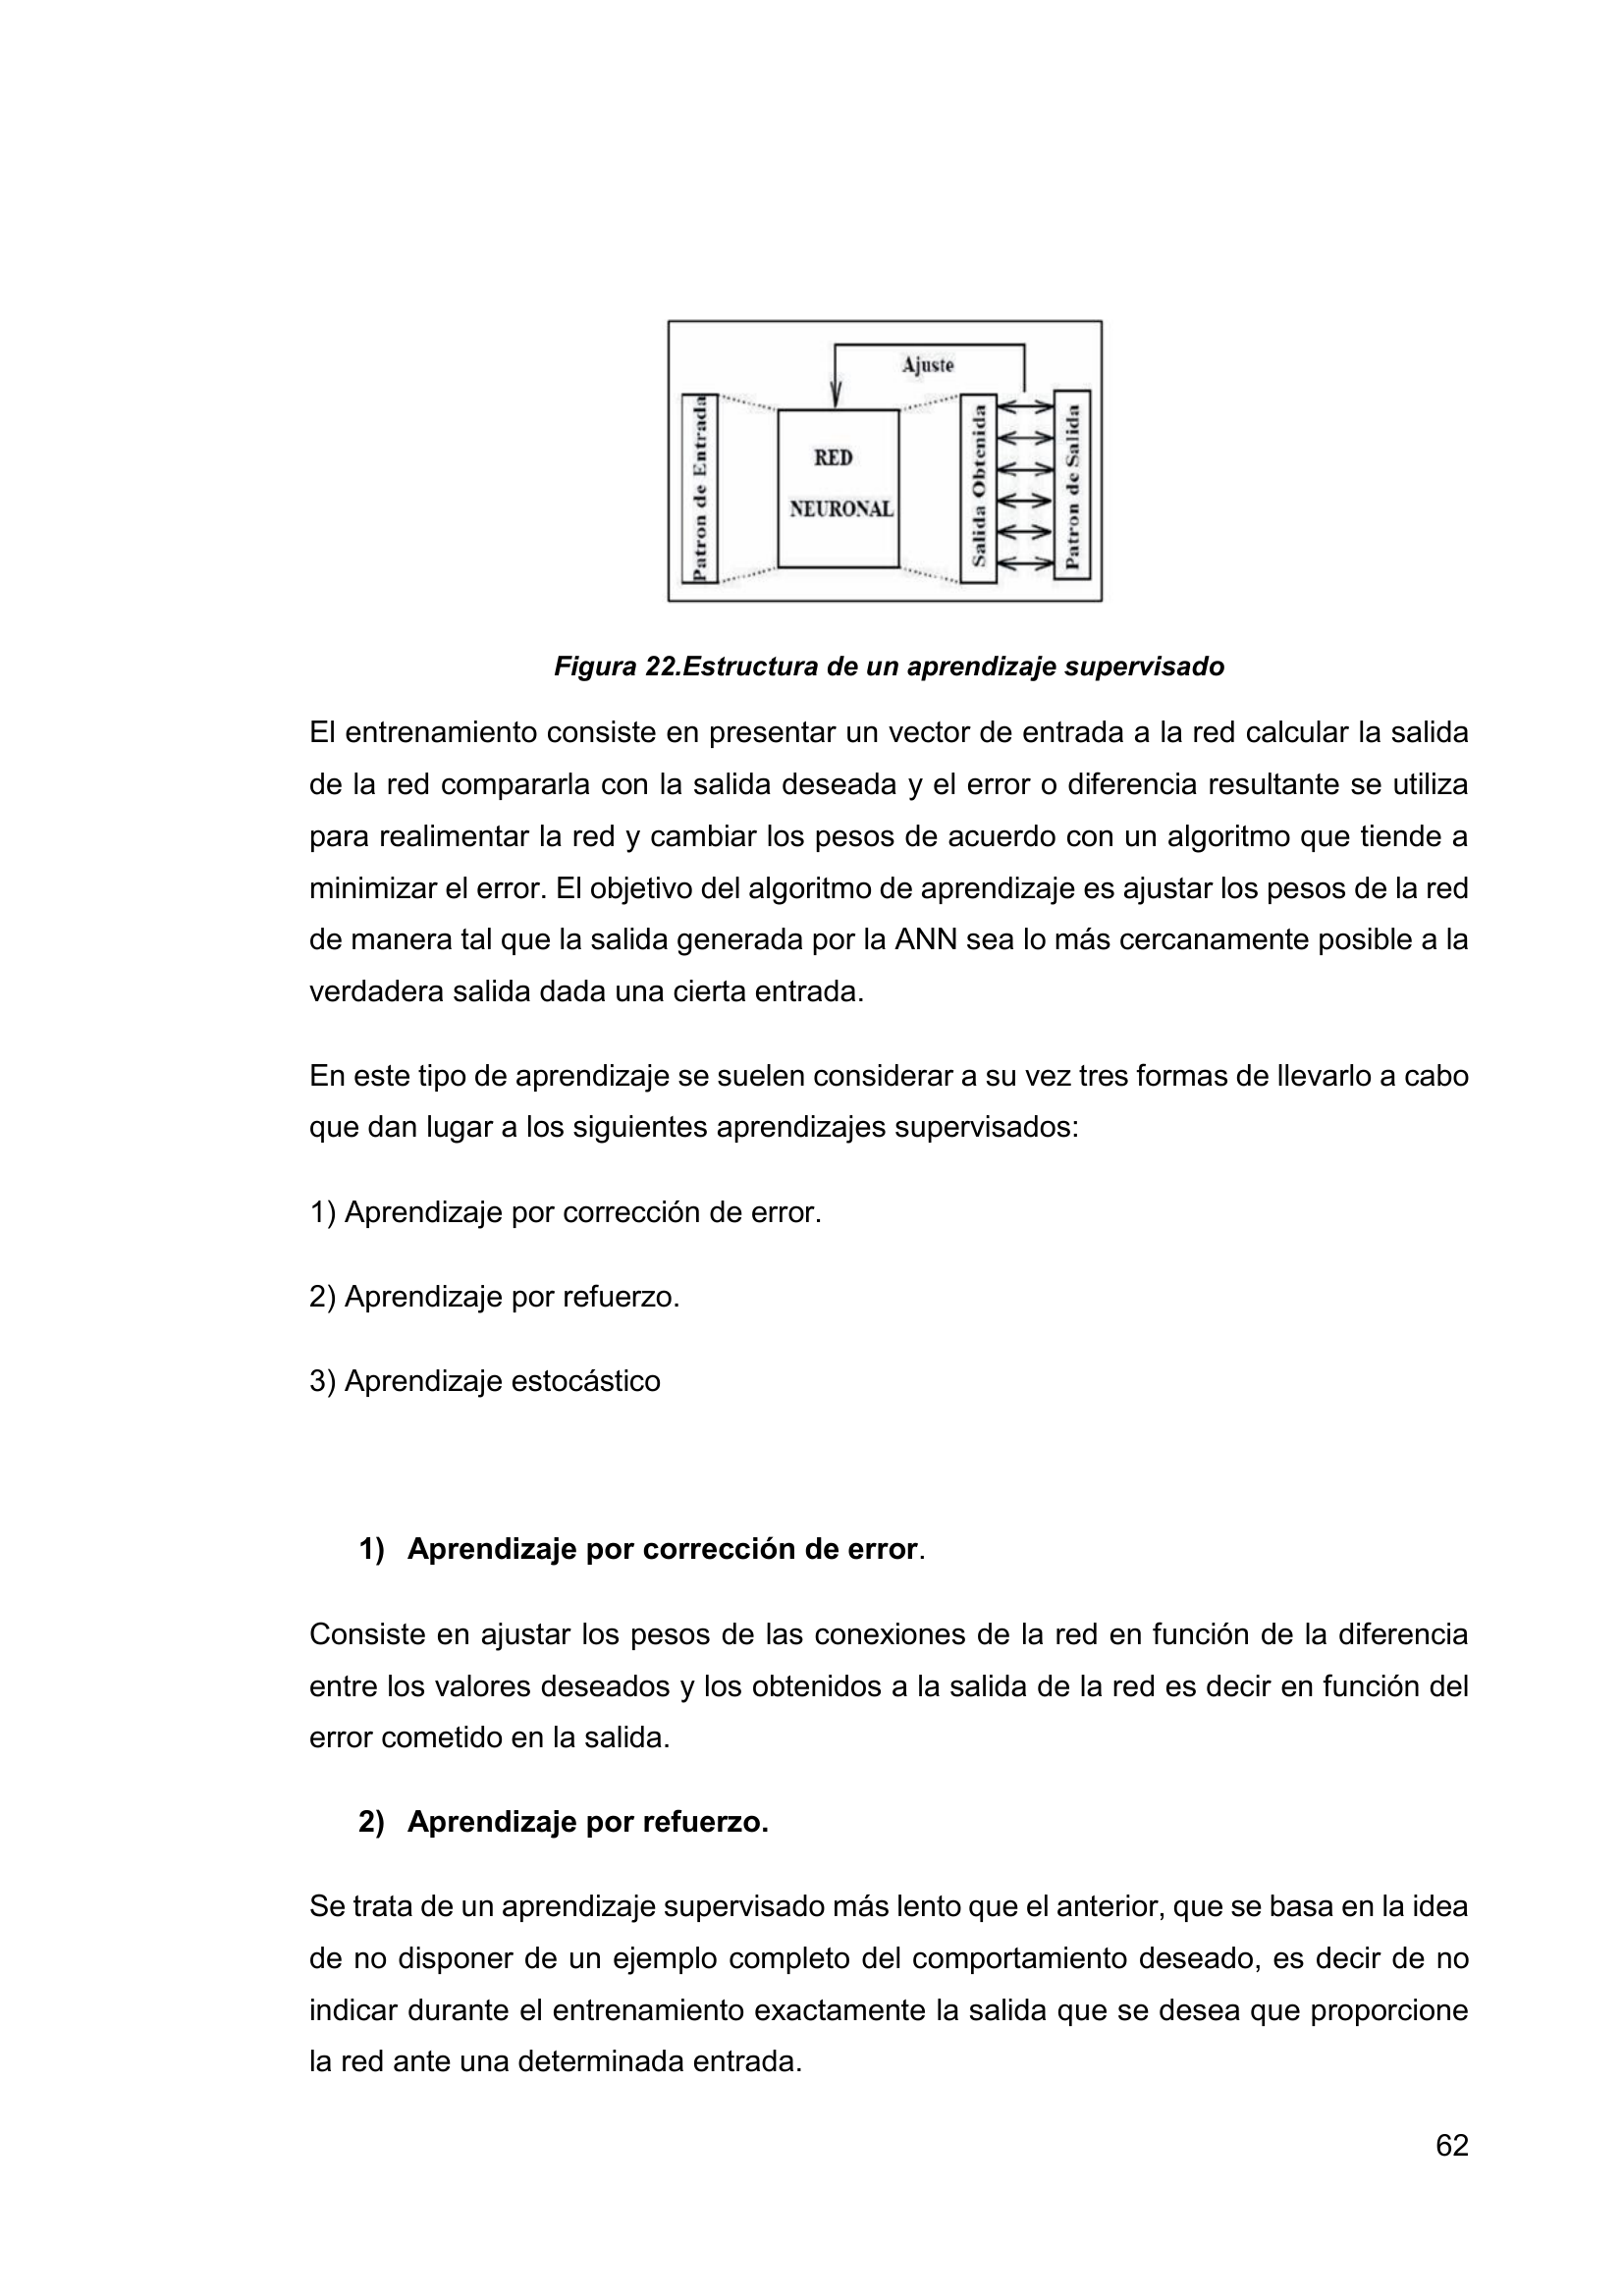 Ajuste
Patron de Entrada
RED
NEURONAL
Salida Obtenida
Patron de Salida
Figura 22.Estructura de un aprendizaje supervisado
El entrenamiento consiste en presentar un vector de entrada a la red calcular la salida
de la red compararla con la salida deseada y el error o diferencia resultante se utiliza
para realimentar la red y cambiar los pesos de acuerdo con un algoritmo que tiende a
minimizar el error. El objetivo del algoritmo de aprendizaje es ajustar los pesos de la red
de manera tal que la salida generada por la ANN sea lo más cercanamente posible a la
verdadera salida dada una cierta entrada.
En este tipo de aprendizaje se suelen considerar a su vez tres formas de llevarlo a cabo
que dan lugar a los siguientes aprendizajes supervisados:
1) Aprendizaje por corrección de error.
2) Aprendizaje por refuerzo.
3) Aprendizaje estocástico
1) Aprendizaje por corrección de error.
Consiste en ajustar los pesos de las conexiones de la red en función de la diferencia
entre los valores deseados y los obtenidos a la salida de la red es decir en función del
error cometido en la salida.
2) Aprendizaje por refuerzo.
Se trata de un aprendizaje supervisado más lento que el anterior, que se basa en la idea
de no disponer de un ejemplo completo del comportamiento deseado, es decir de no
indicar durante el entrenamiento exactamente la salida que se desea que proporcione
la red ante una determinada entrada.
62